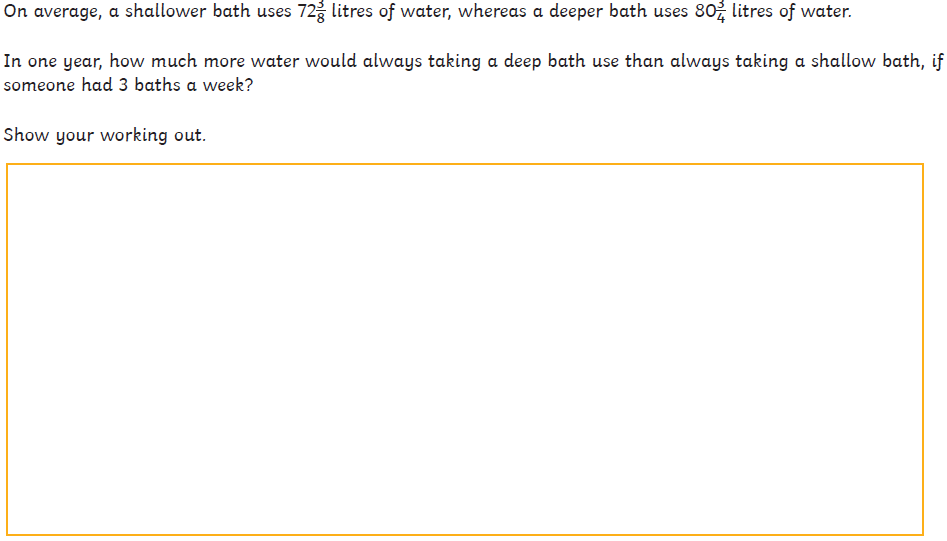 On average, a shallower bath uses 72⅜ litres of water, whereas a deeper bath uses 80¾ litres of water.
In one year, how much more water would always taking a deep bath use than always taking a shallow bath, if
someone had 3 baths a week?
Show your working out.